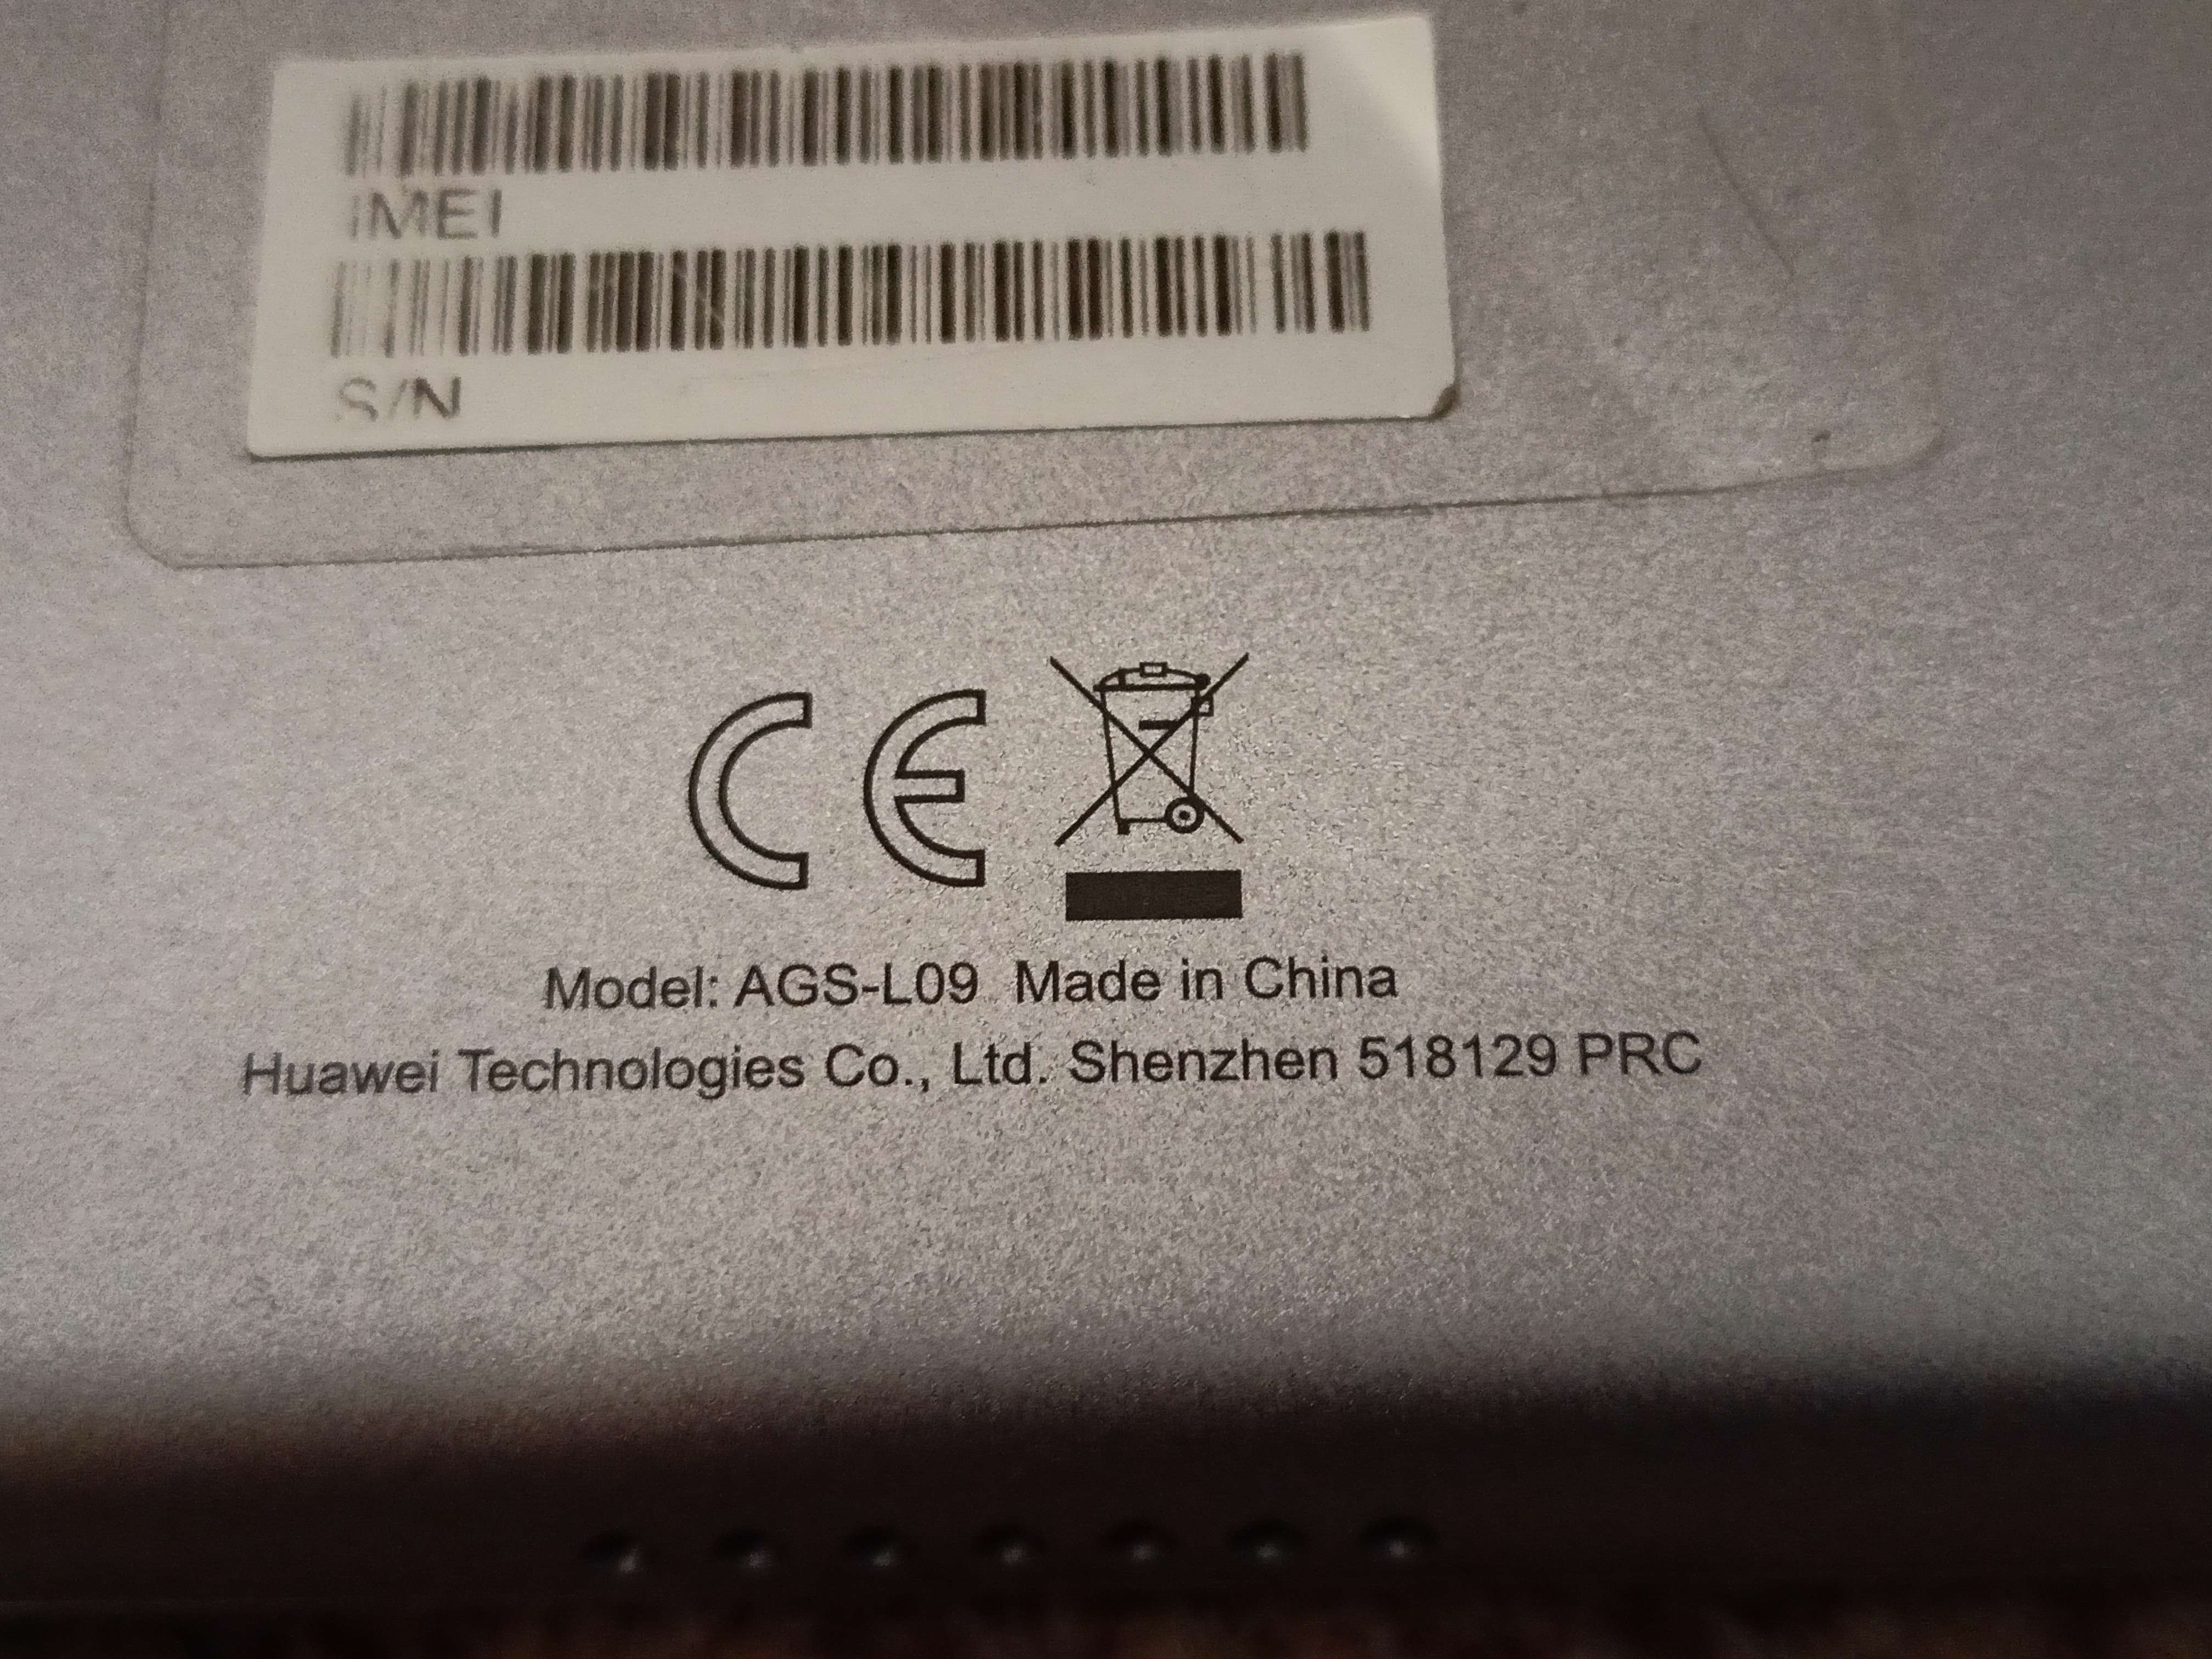 IMEI
S/N
CE
Model: AGS-L09 Made in China
Huawei Technologies Co., Ltd. Shenzhen 518129 PRC